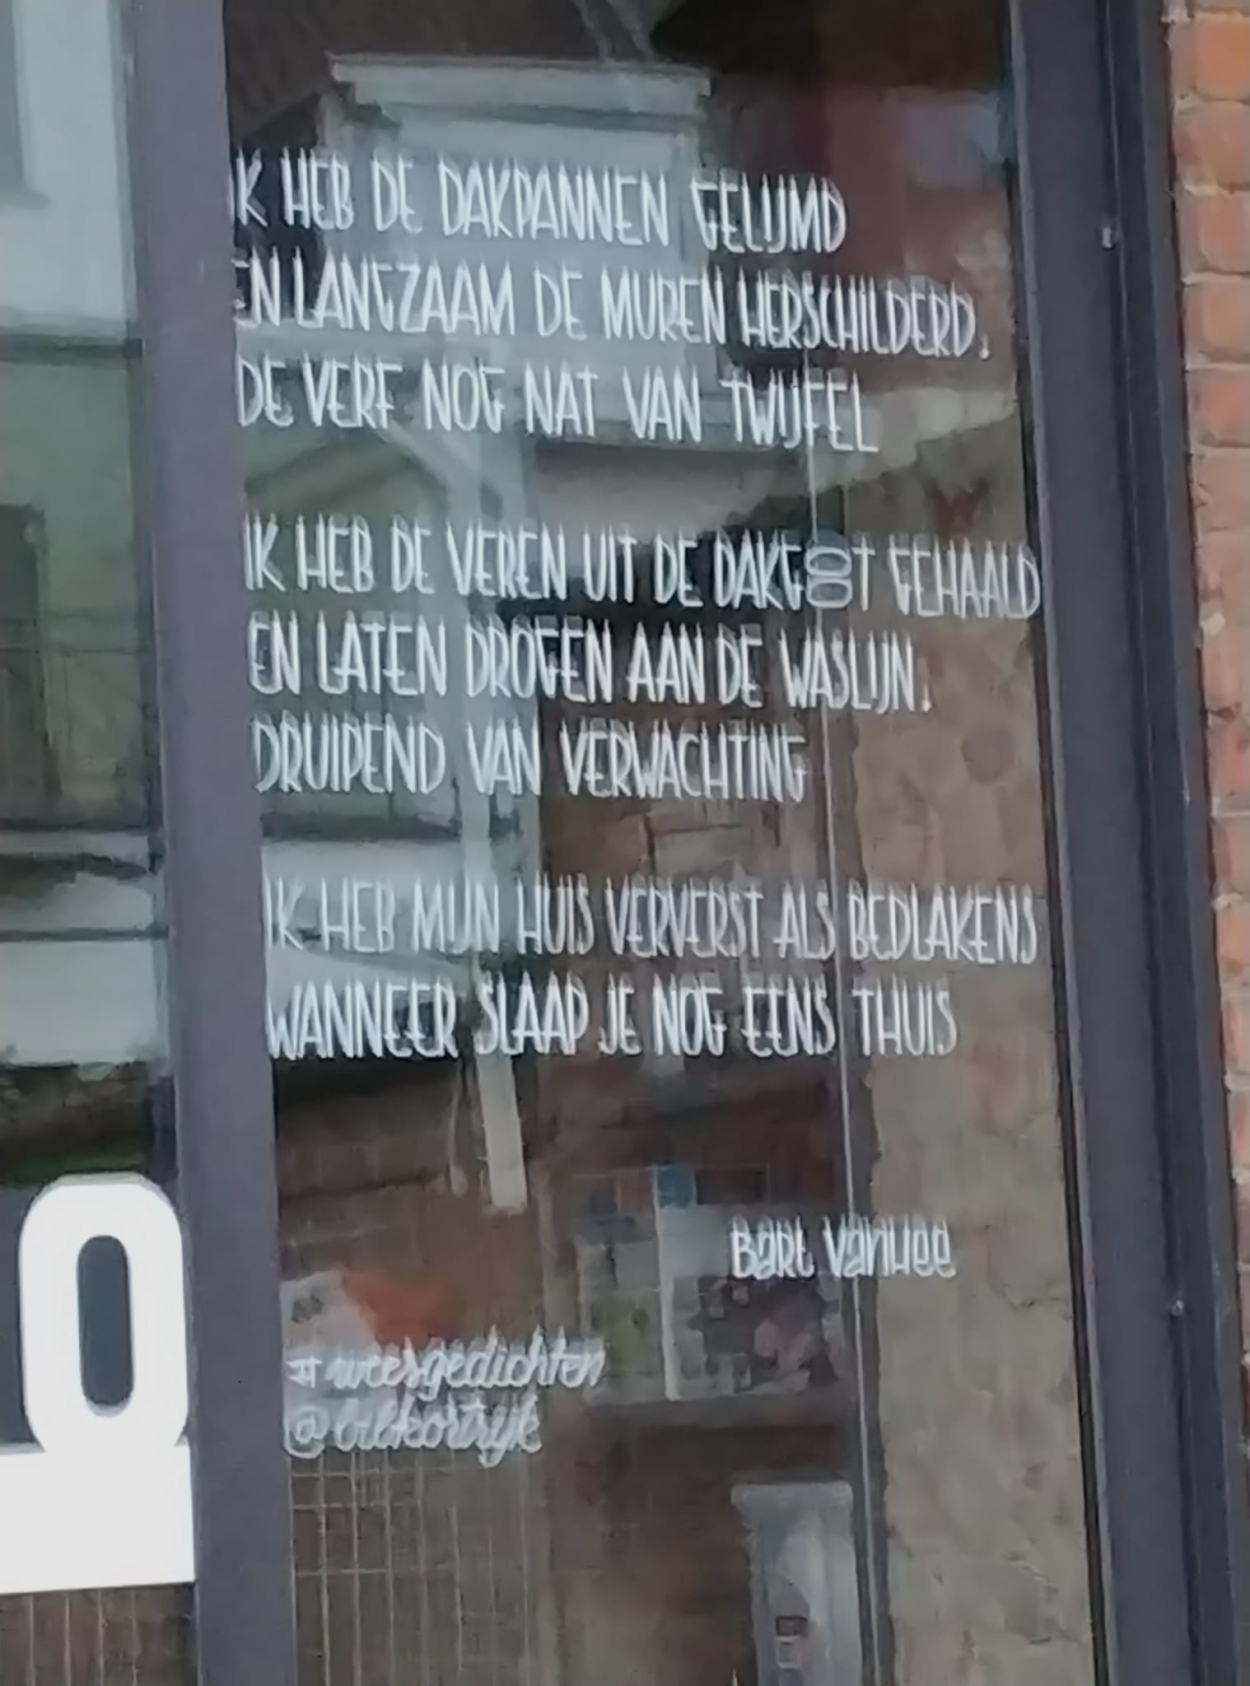 IK HEB DE DAKPANNEN GELIJMD
EN LANGZAAM DE MUREN HERSCHILDERD.
DE VERF NOG NAT VAN TWIJFEL
IK HEB DE VEREN UIT DE DAKGOOT GEHAALD
EN LATEN DROGEN AAN DE WASLIJN.
DRUIPEND VAN VERWACHTING
IK HEB MIJN HUIS VERVERST ALS BEDLAKENS
WANNEER SLAAP JE NOG EENS THUIS
Bart Vanhee
#weesgedichten
@bibkortrijk